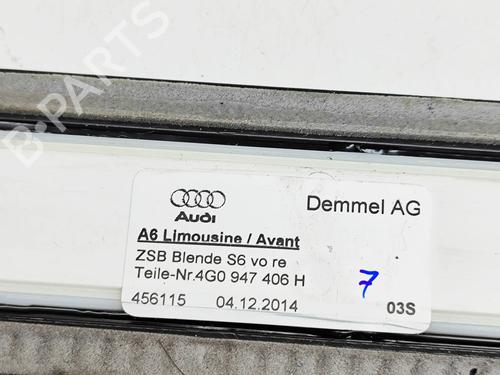 B-PARTS
Audi
Demmel AG
A6 Limousine / Avant
ZSB Blende S6 vo re
Teile-Nr.4G0 947 406 H
456115 04.12.2014
7
03S